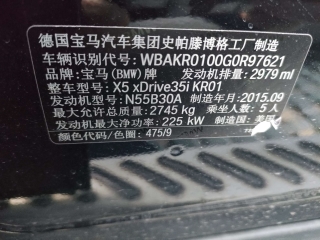 德国宝马汽车集团史帕滕博格工厂制造
车辆识别代号: WBAKR0100G0R97621
品牌: 宝马(BMW)牌 发动机排量: 2979 ml
整车型号: X5 xDrive35i KR01
发动机型号: N55B30A 制造年月: 2015.09
最大允许总质量: 2745 kg 乘坐人数: 5人
发动机最大净功率: 225 kW 制造国: 美国
颜色代码/色圈: 475/9